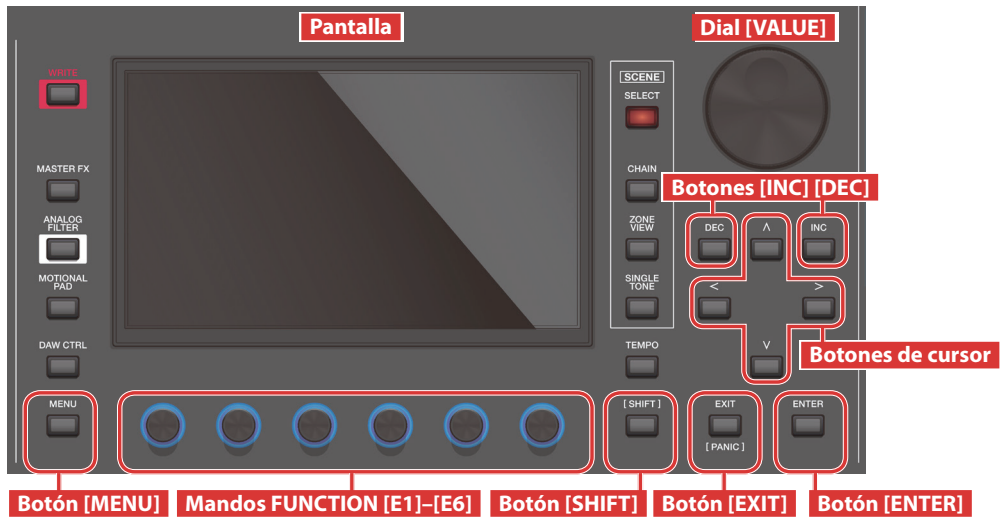 Pantalla
Dial [VALUE]
WRITE
SCENE
SELECT
MASTER FX
CHAIN
Botones [INC] [DEC]
ANALOG
FILTER
ZONE
VIEW
DEC
Λ
INC
MOTIONAL
PAD
SINGLE
TONE
<
>
DAW CTRL
TEMPO
V
Botones de cursor
MENU
[ SHIFT ]
EXIT
ENTER
[ PANIC ]
Botón [MENU]
Mandos FUNCTION [E1]–[E6]
Botón [SHIFT]
Botón [EXIT]
Botón [ENTER]